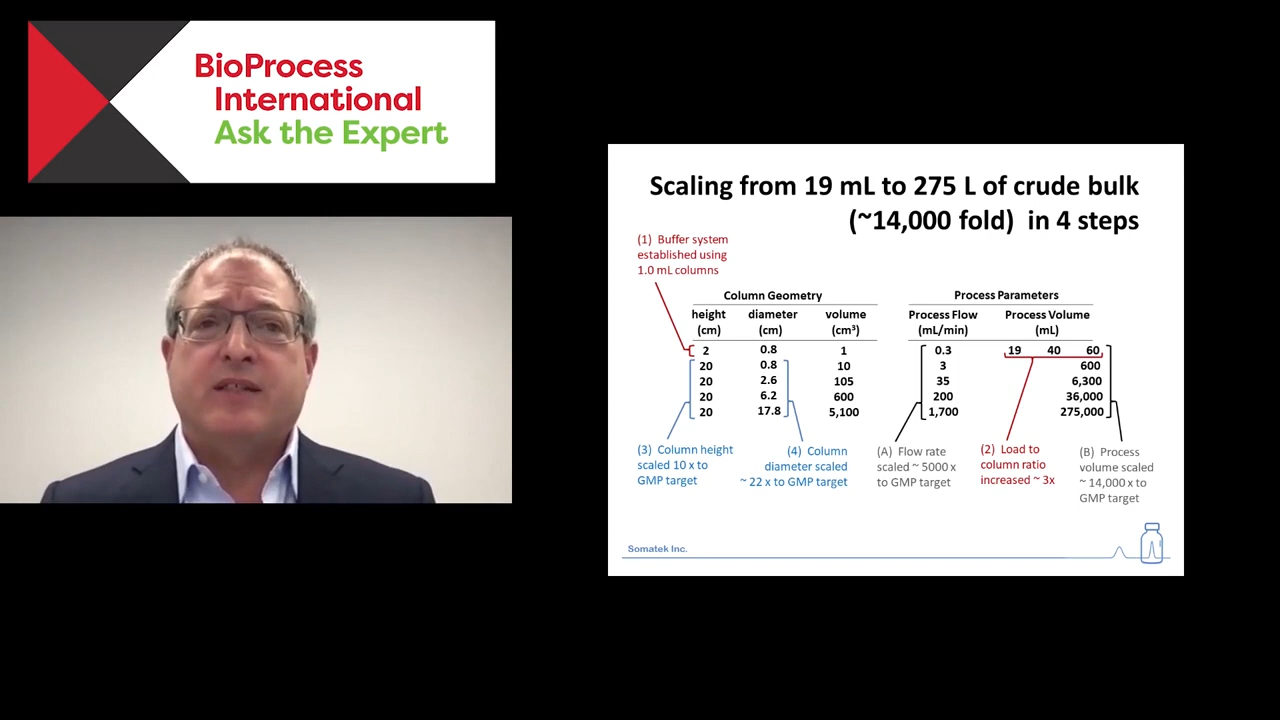 BioProcess
International
Ask the Expert
Scaling from 19 mL to 275 L of crude bulk
(~14,000 fold) in 4 steps
(1) Buffer system
established using
1.0 mL columns
Column Geometry
Process Parameters
height diameter volume Process Flow Process Volume
(cm) (cm) (cm³) (mL/min) (mL)
2 0.8 1 0.3 19 40 60
20 0.8 10 3 600
20 2.6 105 35 6,300
20 6.2 600 200 36,000
20 17.8 5,100 1,700 275,000
(3) Column height
scaled 10 x to
GMP target
(4) Column
diameter scaled
~ 22 x to GMP target
(A) Flow rate
scaled ~ 5000 x
to GMP target
(2) Load to
column ratio
increased ~ 3x
(B) Process
volume scaled
~ 14,000 x to
GMP target
Somatek Inc.